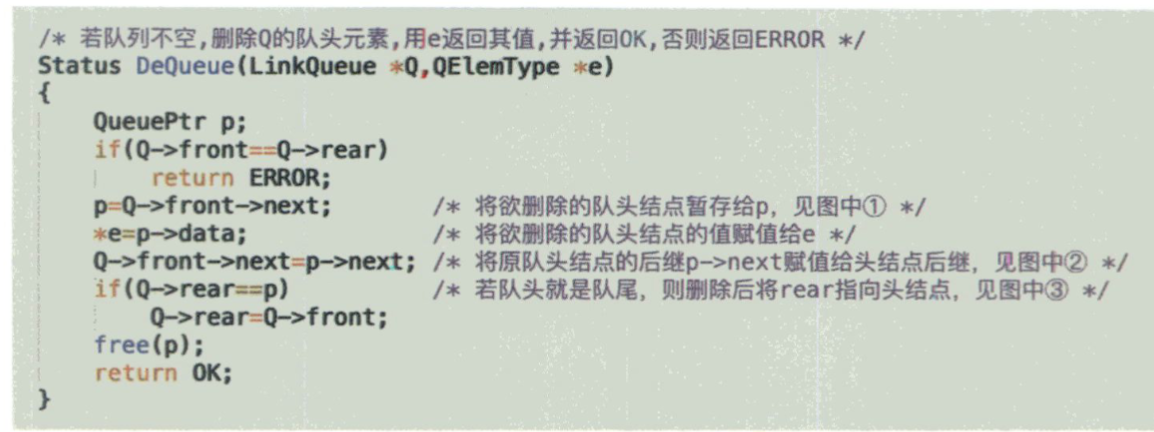 /* 若队列不空,删除Q的队头元素,用e返回其值,并返回OK,否则返回ERROR */
Status DeQueue(LinkQueue *Q,QElemType *e)
{
    QueuePtr p;
    if(Q->front==Q->rear)
        return ERROR;
    p=Q->front->next;        /* 将欲删除的队头结点暂存给p，见图中① */
    *e=p->data;              /* 将欲删除的队头结点的值赋值给e */
    Q->front->next=p->next; /* 将原队头结点的后继p->next赋值给头结点后继，见图中② */
    if(Q->rear==p)           /* 若队头就是队尾，则删除后将rear指向头结点，见图中③ */
        Q->rear=Q->front;
    free(p);
    return OK;
}